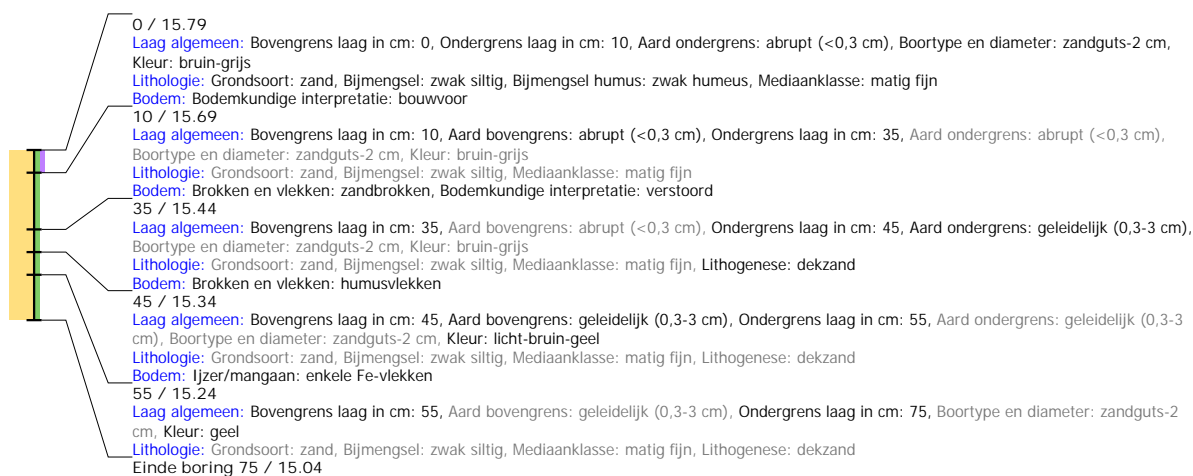 0 / 15.79
Laag algemeen: Bovengrens laag in cm: 0, Ondergrens laag in cm: 10, Aard ondergrens: abrupt (<0,3 cm), Boortype en diameter: zandguts-2 cm,
Kleur: bruin-grijs
Lithologie: Grondsoort: zand, Bijmengsel: zwak siltig, Bijmengsel humus: zwak humeus, Mediaanklasse: matig fijn
Bodem: Bodemkundige interpretatie: bouwvoor
10 / 15.69
Laag algemeen: Bovengrens laag in cm: 10, Aard bovengrens: abrupt (<0,3 cm), Ondergrens laag in cm: 35, Aard ondergrens: abrupt (<0,3 cm),
Boortype en diameter: zandguts-2 cm, Kleur: bruin-grijs
Lithologie: Grondsoort: zand, Bijmengsel: zwak siltig, Mediaanklasse: matig fijn
Bodem: Brokken en vlekken: zandbrokken, Bodemkundige interpretatie: verstoord
35 / 15.44
Laag algemeen: Bovengrens laag in cm: 35, Aard bovengrens: abrupt (<0,3 cm), Ondergrens laag in cm: 45, Aard ondergrens: geleidelijk (0,3-3 cm),
Boortype en diameter: zandguts-2 cm, Kleur: bruin-grijs
Lithologie: Grondsoort: zand, Bijmengsel: zwak siltig, Mediaanklasse: matig fijn, Lithogenese: dekzand
Bodem: Brokken en vlekken: humusvlekken
45 / 15.34
Laag algemeen: Bovengrens laag in cm: 45, Aard bovengrens: geleidelijk (0,3-3 cm), Ondergrens laag in cm: 55, Aard ondergrens: geleidelijk (0,3-3
cm), Boortype en diameter: zandguts-2 cm, Kleur: licht-bruin-geel
Lithologie: Grondsoort: zand, Bijmengsel: zwak siltig, Mediaanklasse: matig fijn, Lithogenese: dekzand
Bodem: Ijzer/mangaan: enkele Fe-vlekken
55 / 15.24
Laag algemeen: Bovengrens laag in cm: 55, Aard bovengrens: geleidelijk (0,3-3 cm), Ondergrens laag in cm: 75, Boortype en diameter: zandguts-2
cm, Kleur: geel
Lithologie: Grondsoort: zand, Bijmengsel: zwak siltig, Mediaanklasse: matig fijn, Lithogenese: dekzand
Einde boring 75 / 15.04